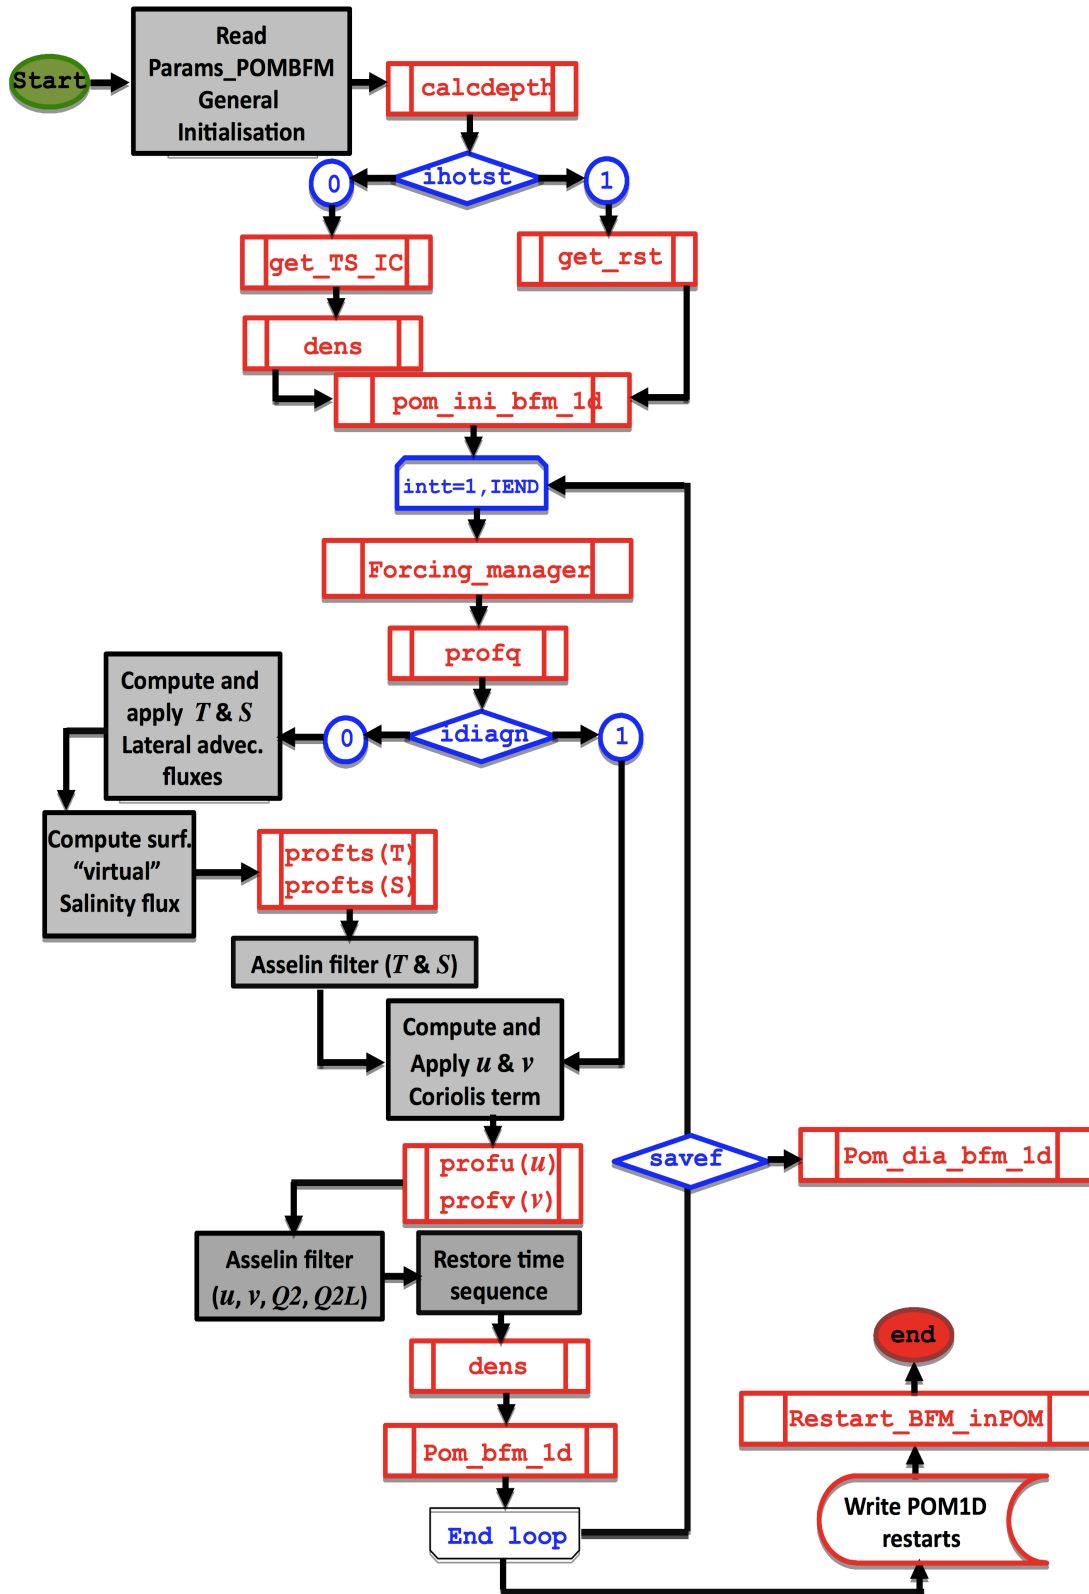 Read
Params_POMBFM
General
Initialisation
Start
calcdepth
ihotst
0
1
get_TS_IC
get_rst
dens
pom_ini_bfm_1d
intt=1,IEND
Forcing_manager
profq
idiagn
0
1
Compute and
apply T & S
Lateral advec.
fluxes
Compute surf.
“virtual”
Salinity flux
profts(T)
profts(S)
Asselin filter (T & S)
Compute and
Apply u & v
Coriolis term
profu(u)
profv(v)
savef
Pom_dia_bfm_1d
Asselin filter
(u, v, Q2, Q2L)
Restore time
sequence
dens
end
Restart_BFM_inPOM
Pom_bfm_1d
Write POM1D
restarts
End loop